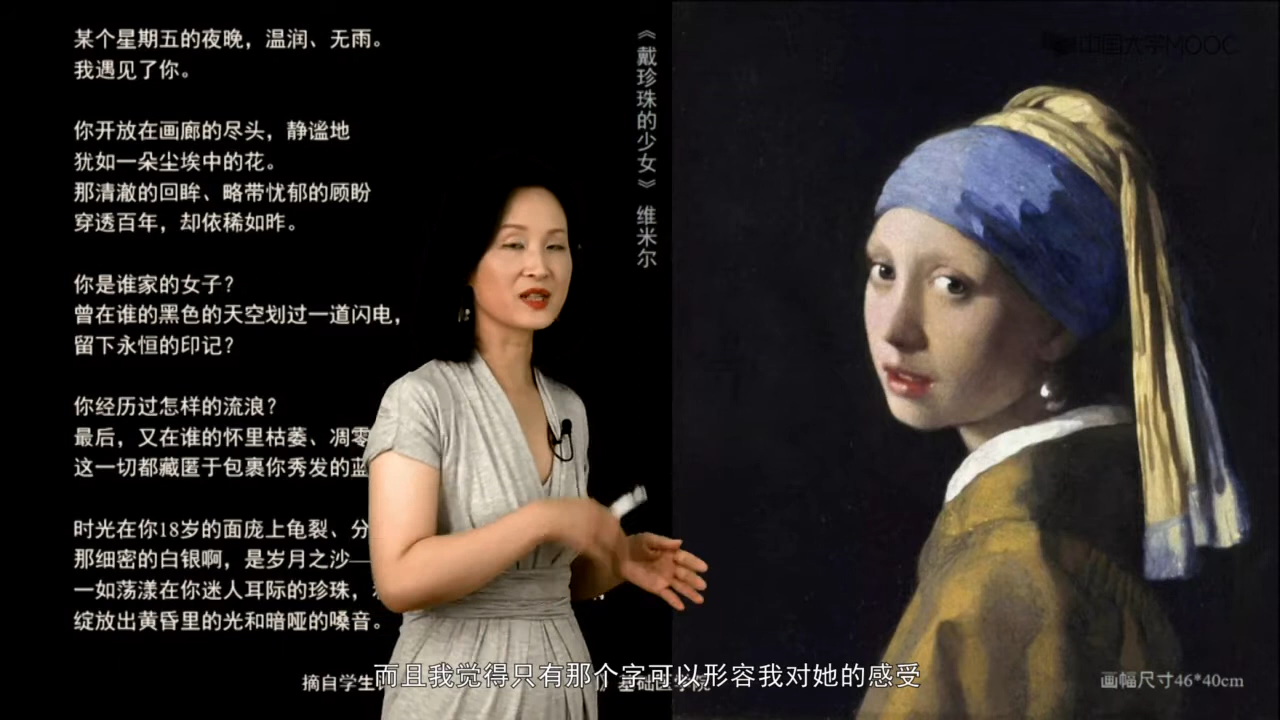 某个星期五的夜晚，温润、无雨。
我遇见了你。
你开放在画廊的尽头，静谧地
犹如一朵尘埃中的花。
那清澈的回眸、略带忧郁的顾盼
穿透百年，却依稀如昨。
你是谁家的女子？
曾在谁的黑色的天空划过一道闪电，
留下永恒的印记？
你经历过怎样的流浪？
最后，又在谁的怀里枯萎、凋零
这一切都藏匿于包裹你秀发的蓝
时光在你18岁的面庞上龟裂、分
那细密的白银啊，是岁月之沙—
一如荡漾在你迷人耳际的珍珠，
绽放出黄昏里的光和暗哑的嗓音。
摘自学生
基础医学院
《戴珍珠的少女》 维米尔
中国大学MOOC
画幅尺寸46*40cm
而且我觉得只有那个字可以形容我对她的感受